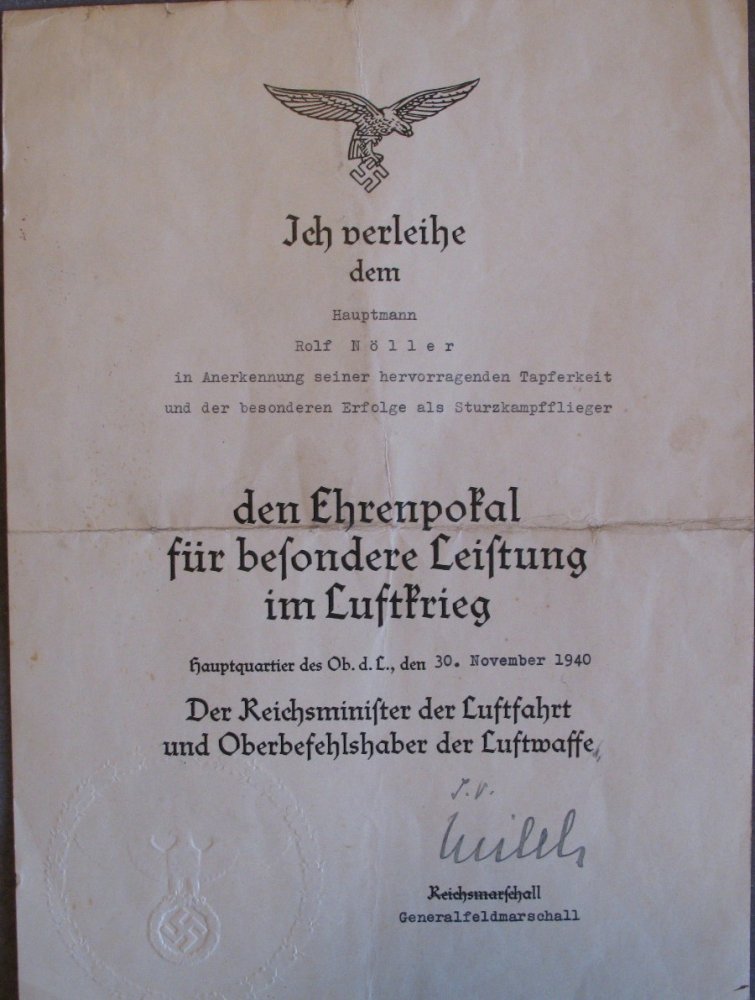 Ich verleihe
dem
Hauptmann
Rolf N ö l l e r
in Anerkennung seiner hervorragenden Tapferkeit
und der besonderen Erfolge als Sturzkampfflieger
den Ehrenpokal
für beſondere Leiſtung
im Luftkrieg
Hauptquartier des Ob. d. L., den 30. November 1940
Der Reichsminiſter der Luftfahrt
und Oberbefehlshaber der Luftwaffe
J.V.
Milch
Reichsmarſchall
Generalfeldmarschall